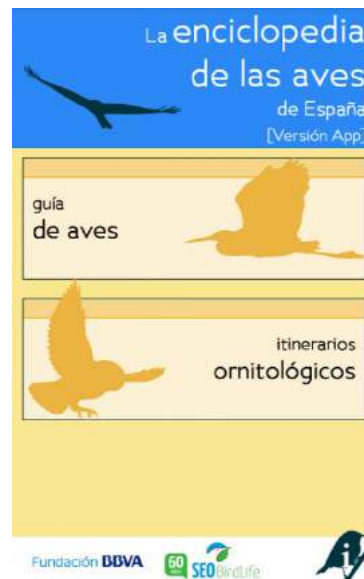 La enciclopedia
de las aves
de España
[Versión App]
guía
de aves
itinerarios
ornitológicos
Fundación BBVA
60
SEO BirdLife
i